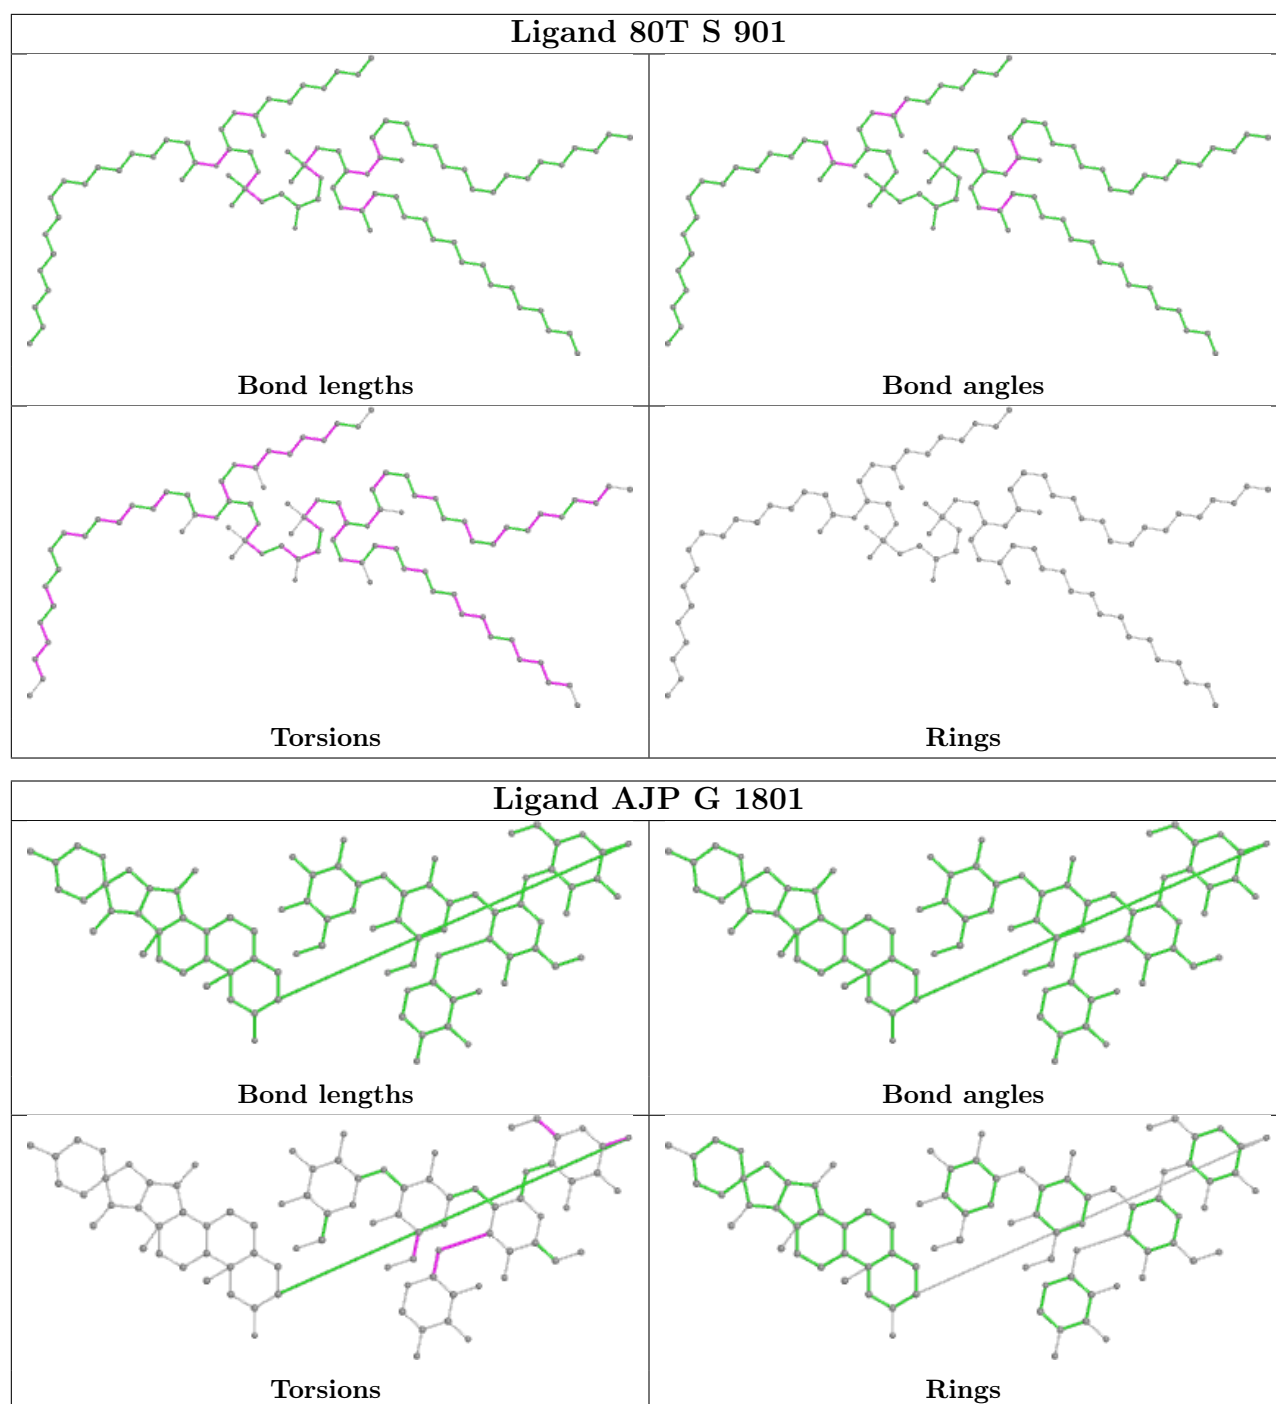 Ligand 80T S 901
Bond lengths
Bond angles
Torsions
Rings
Ligand AJP G 1801
Bond lengths
Bond angles
Torsions
Rings